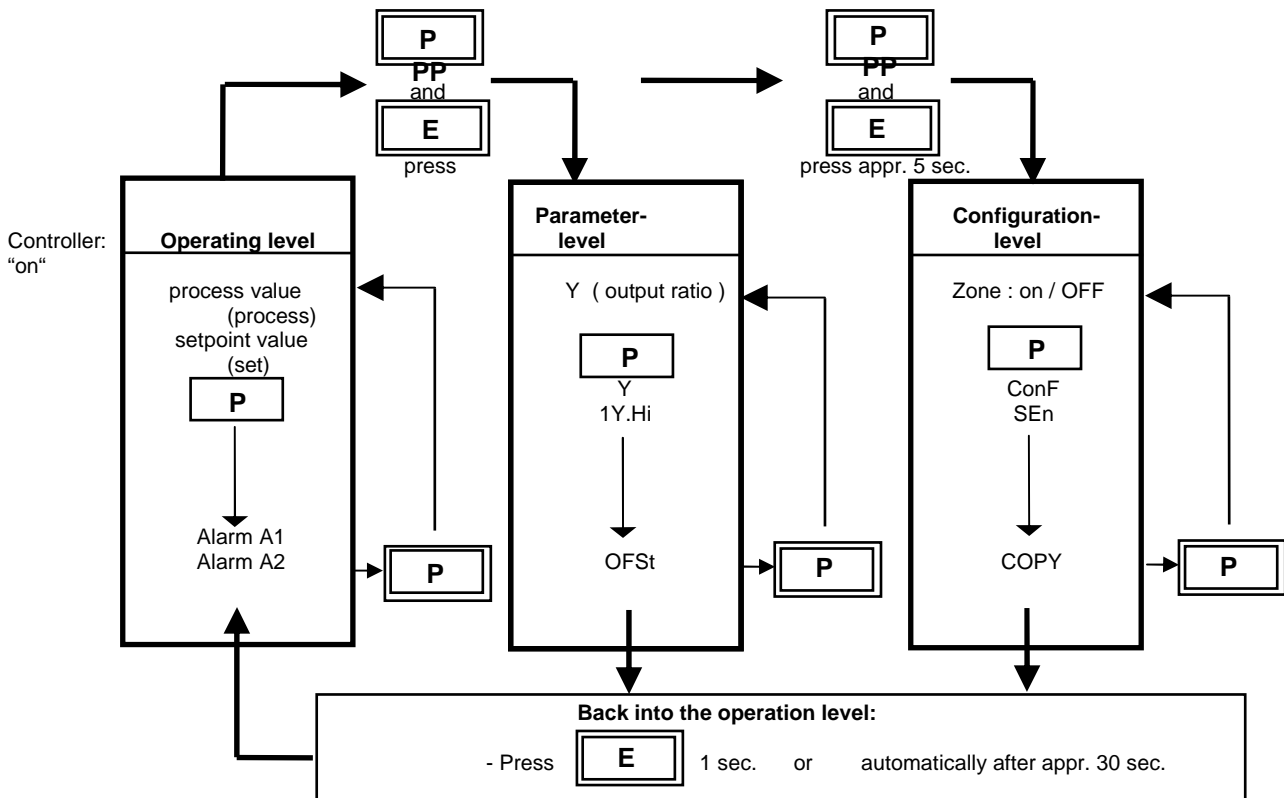 P
PP
and
E
press
P
PP
and
E
press appr. 5 sec.
Controller:
“on“
Operating level
process value
(process)
setpoint value
(set)
P
Alarm A1
Alarm A2
P
Parameter-
level
Y ( output ratio )
P
Y
1Y.Hi
OFSt
P
Configuration-
level
Zone : on / OFF
P
ConF
SEn
COPY
P
Back into the operation level:
- Press E 1 sec. or automatically after appr. 30 sec.